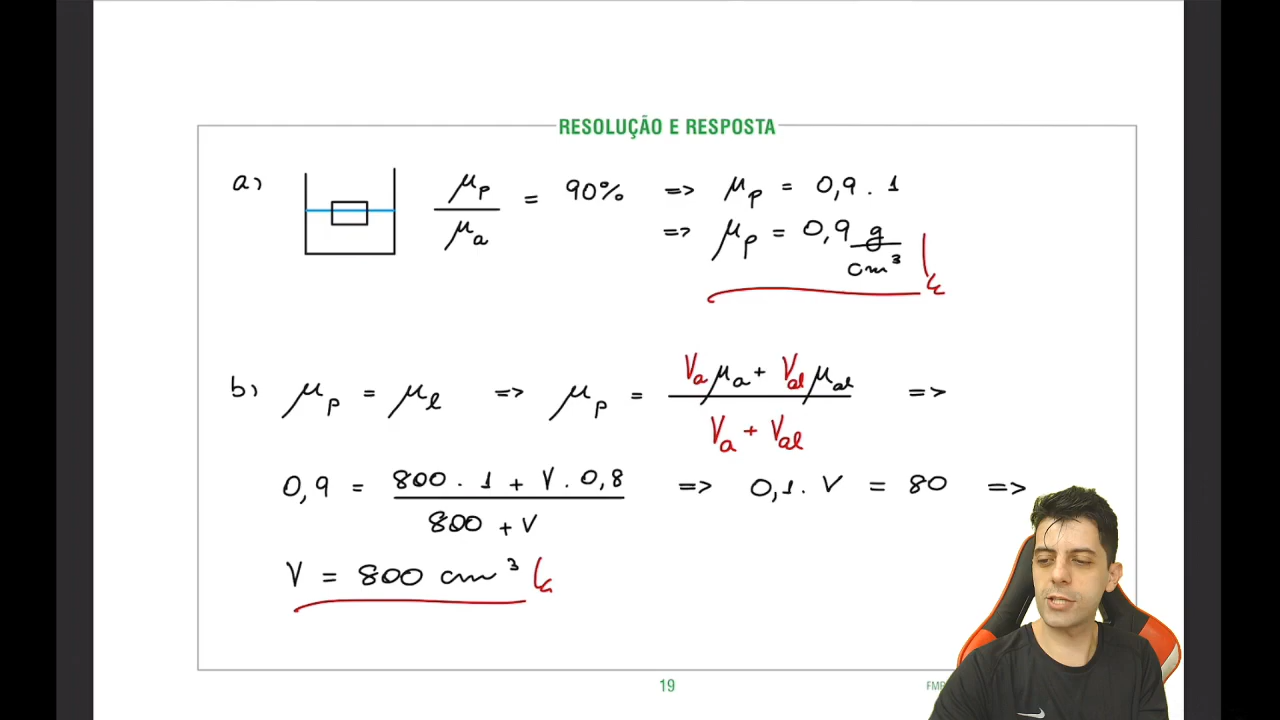 RESOLUÇÃO E RESPOSTA
a) μp / μa = 90% => μp = 0,9 . 1
=> μp = 0,9 g/cm³
b) μp = μl => μp = (Va μa + Val μal) / (Va + Val) =>
0,9 = (800 . 1 + V . 0,8) / (800 + V) => 0,1 . V = 80 =>
V = 800 cm³
19